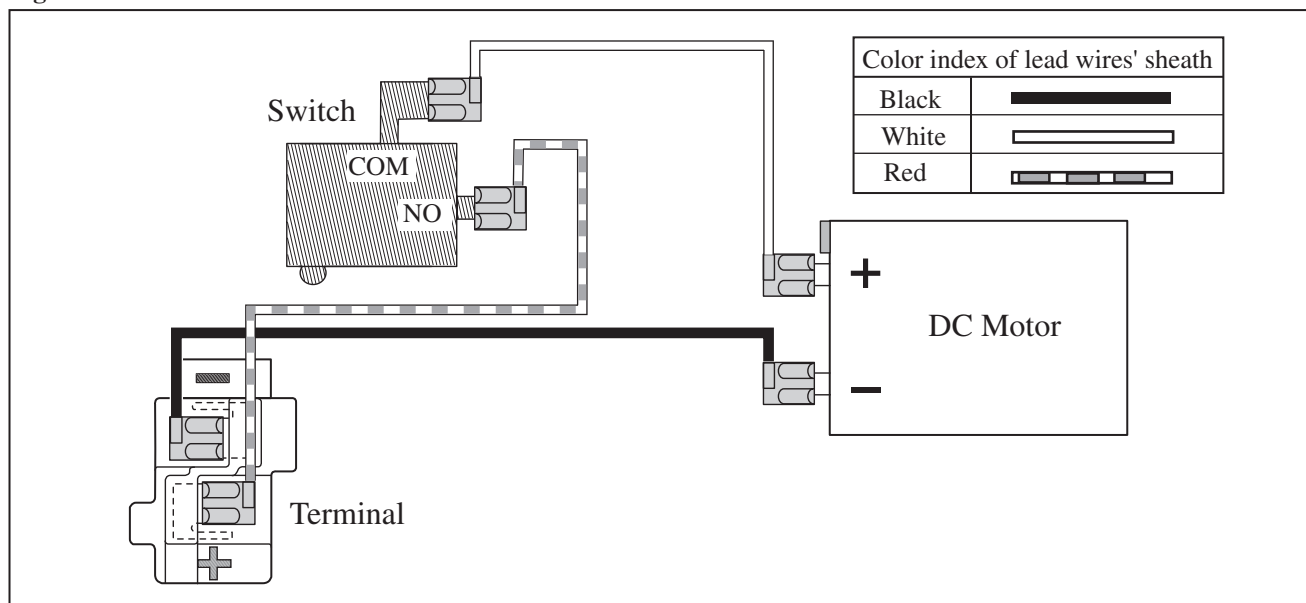 Color index of lead wires' sheath
Black
White
Red
Switch
COM
NO
+
DC Motor
−
−
Terminal
+